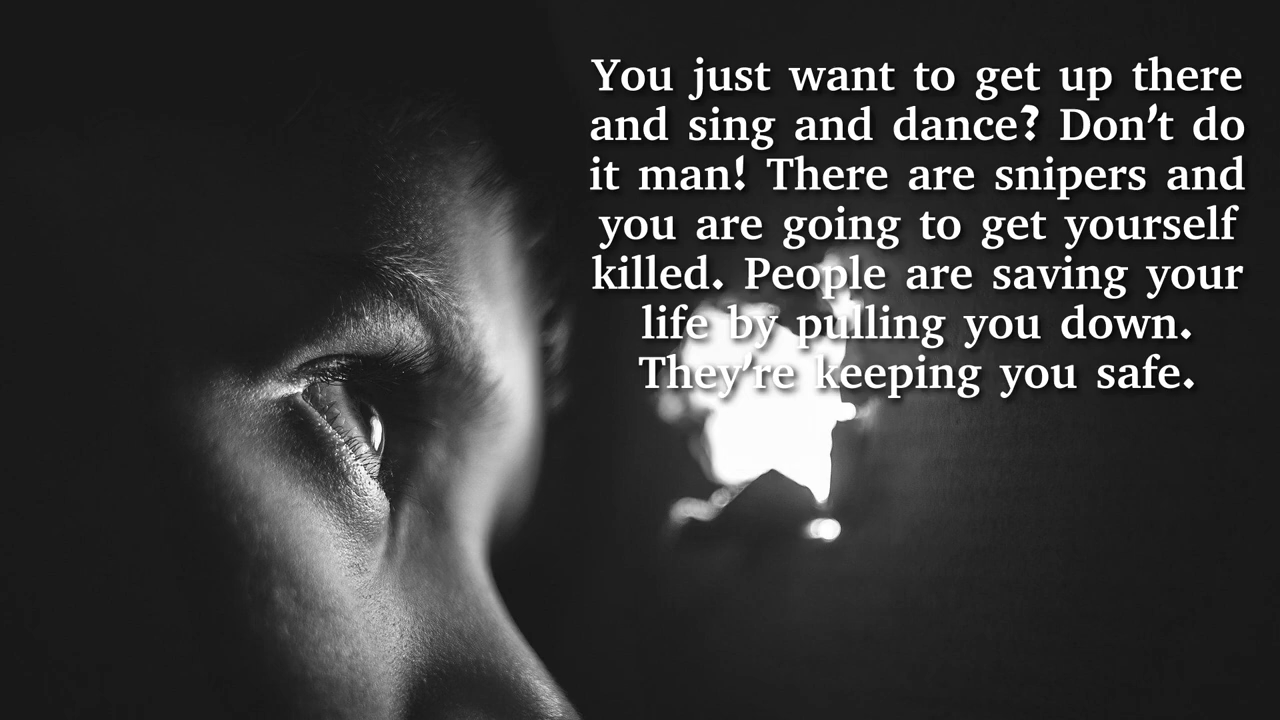 You just want to get up there
and sing and dance? Don't do
it man! There are snipers and
you are going to get yourself
killed. People are saving your
life by pulling you down.
They're keeping you safe.